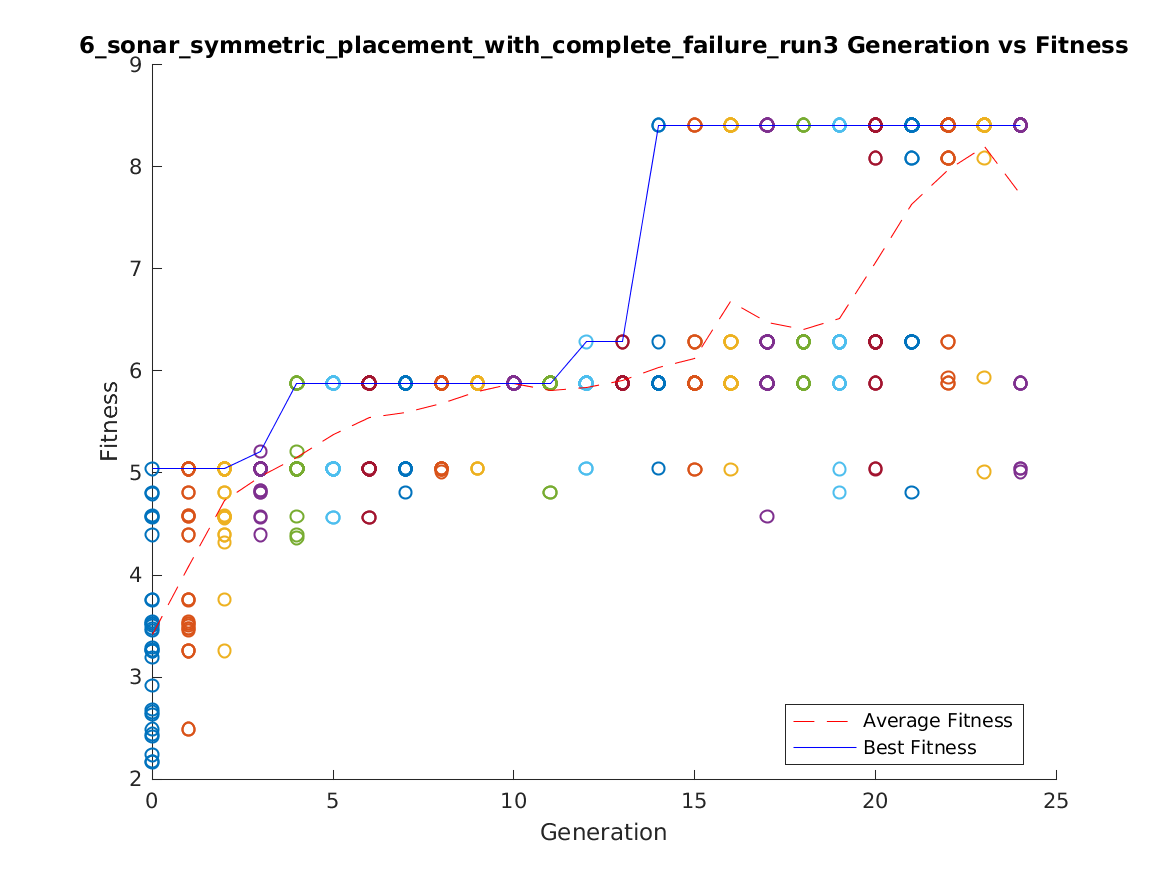 6_sonar_symmetric_placement_with_complete_failure_run3 Generation vs Fitness
9
8
7
6
5
4
3
2
Fitness
0 5 10 15 20 25
Generation
Average Fitness
Best Fitness